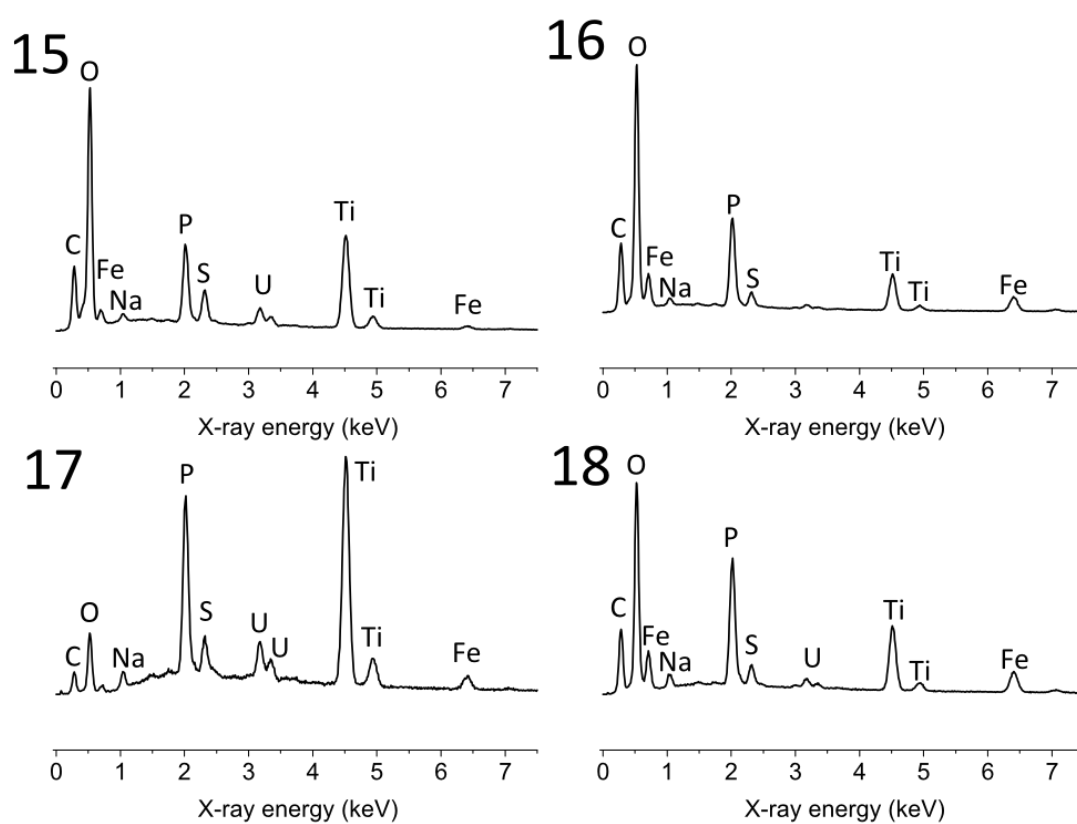 15
O
C
Fe
Na
P
S
U
Ti
Ti
Fe
0 1 2 3 4 5 6 7
X-ray energy (keV)
16
O
C
Fe
Na
P
S
Ti
Ti
Fe
0 1 2 3 4 5 6 7
X-ray energy (keV)
17
C
O
Na
P
S
U
U
Ti
Ti
Fe
0 1 2 3 4 5 6 7
X-ray energy (keV)
18
O
C
Fe
Na
P
S
U
Ti
Ti
Fe
0 1 2 3 4 5 6 7
X-ray energy (keV)